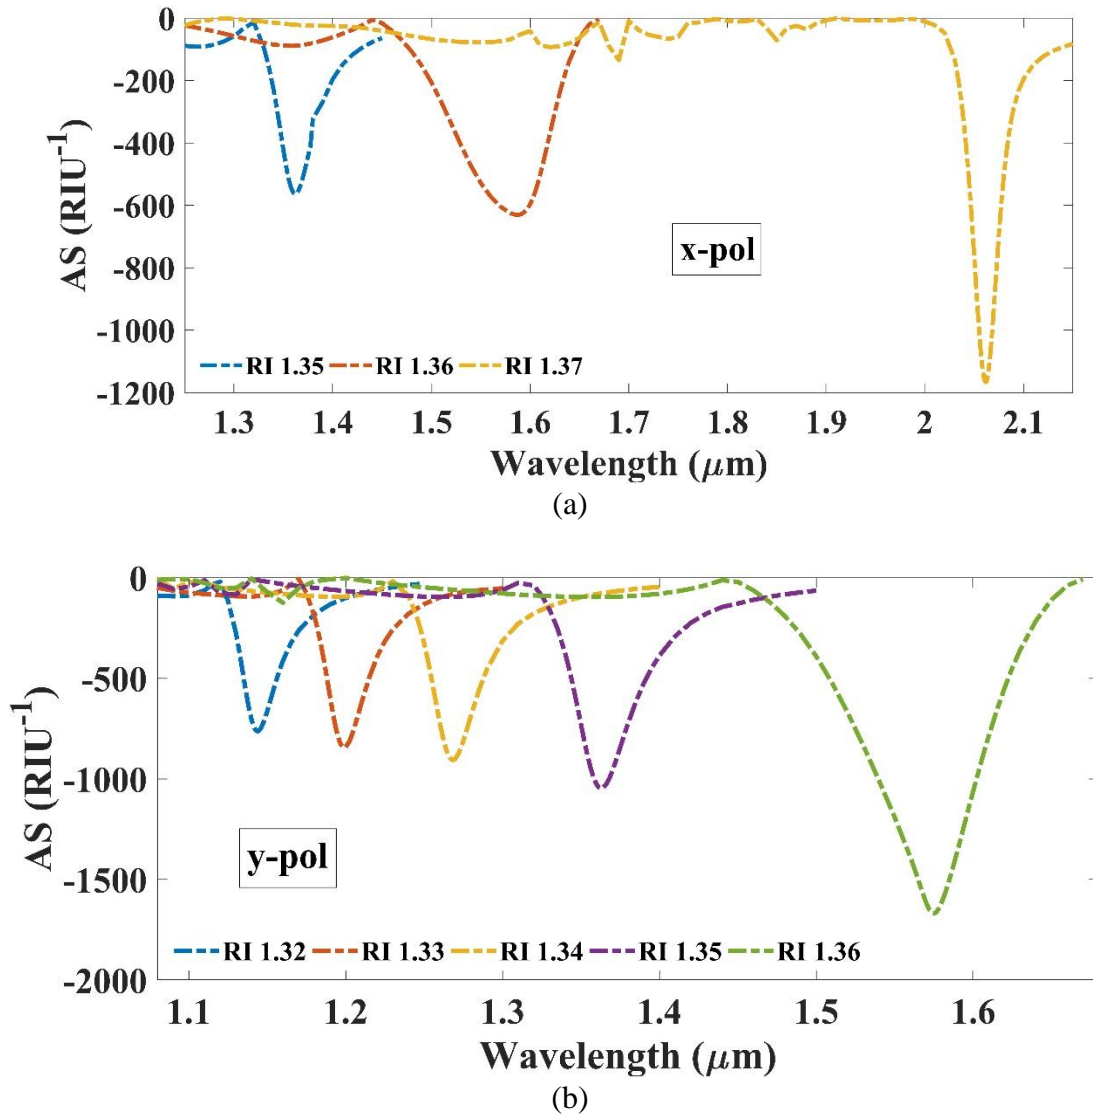 0
-200
-400
-600
-800
-1000
-1200
AS (RIU⁻¹)
x-pol
RI 1.35 RI 1.36 RI 1.37
1.3 1.4 1.5 1.6 1.7 1.8 1.9 2 2.1
Wavelength (μm)
(a)
0
-500
-1000
-1500
-2000
AS (RIU⁻¹)
y-pol
RI 1.32 RI 1.33 RI 1.34 RI 1.35 RI 1.36
1.1 1.2 1.3 1.4 1.5 1.6
Wavelength (μm)
(b)